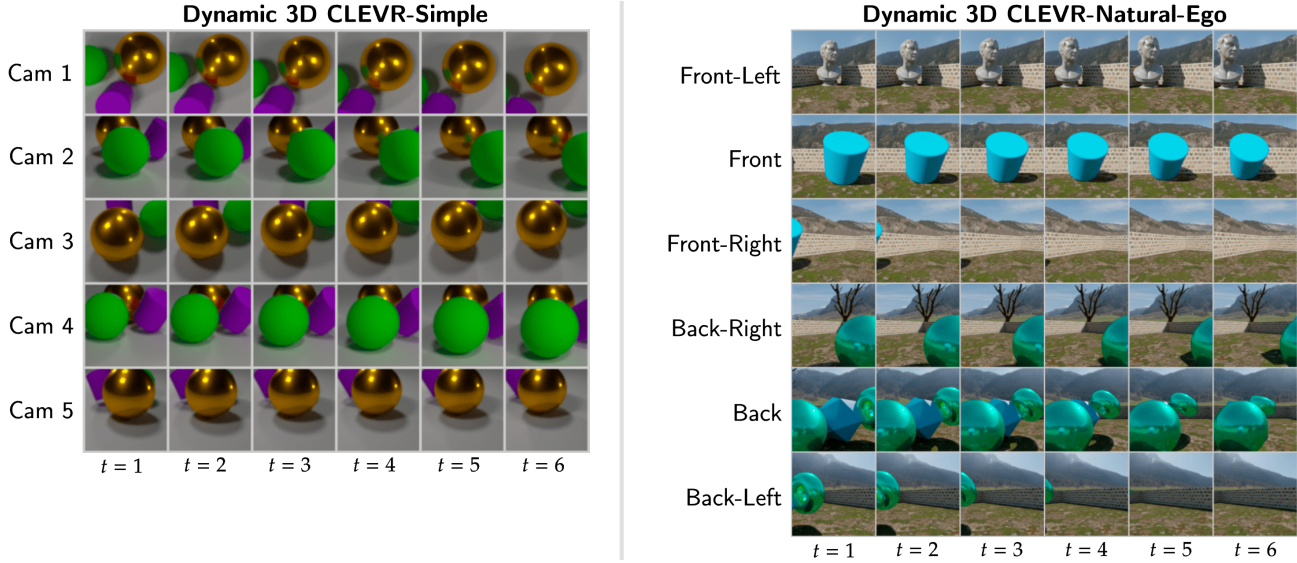 Dynamic 3D CLEVR-Simple
Cam 1
Cam 2
Cam 3
Cam 4
Cam 5
t = 1 t = 2 t = 3 t = 4 t = 5 t = 6
Dynamic 3D CLEVR-Natural-Ego
Front-Left
Front
Front-Right
Back-Right
Back
Back-Left
t = 1 t = 2 t = 3 t = 4 t = 5 t = 6